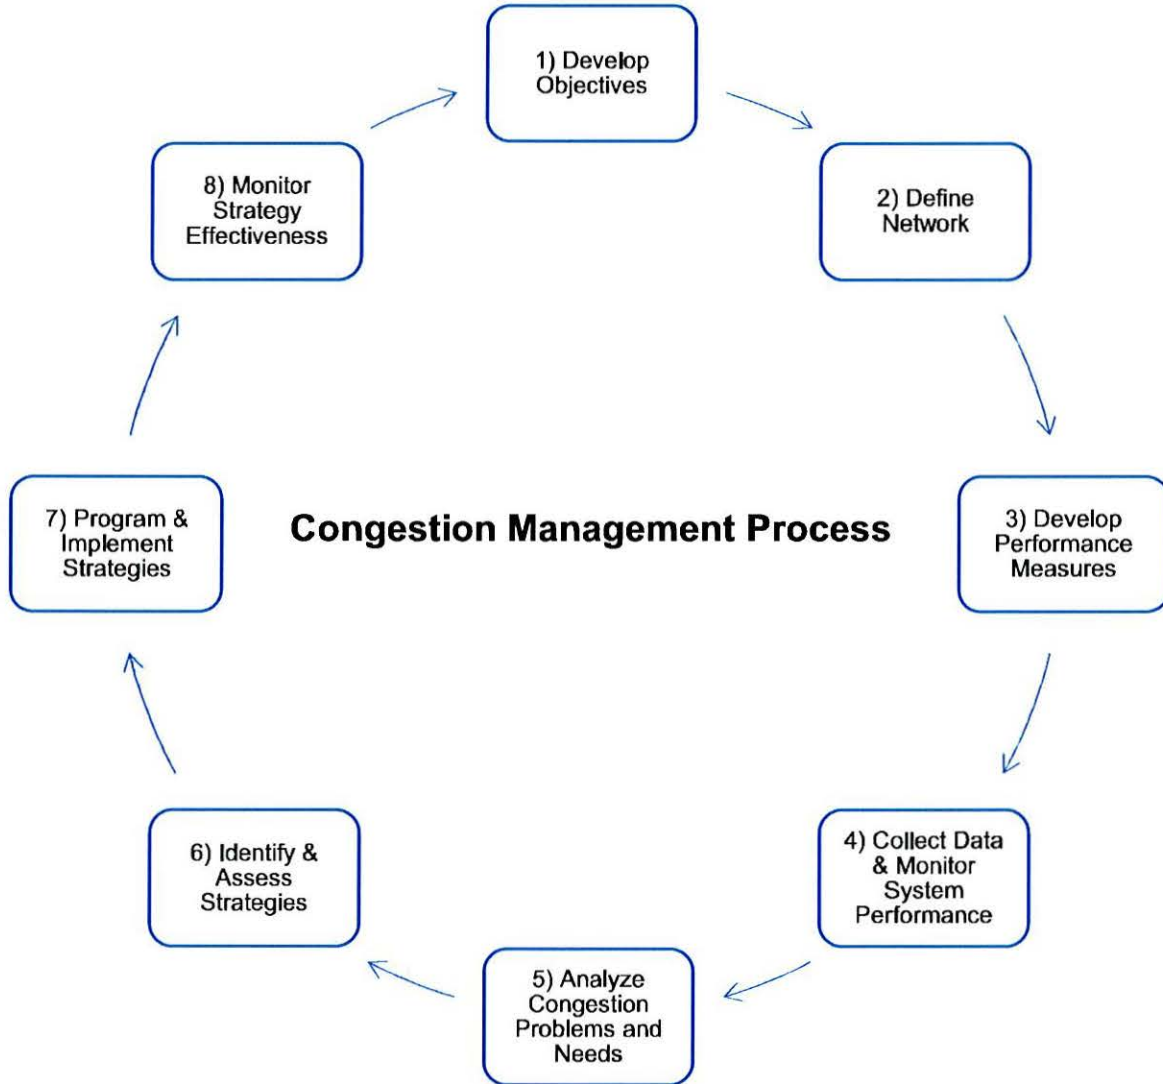 1) Develop
Objectives
2) Define
Network
3) Develop
Performance
Measures
4) Collect Data
& Monitor
System
Performance
5) Analyze
Congestion
Problems and
Needs
6) Identify &
Assess
Strategies
7) Program &
Implement
Strategies
8) Monitor
Strategy
Effectiveness
Congestion Management Process